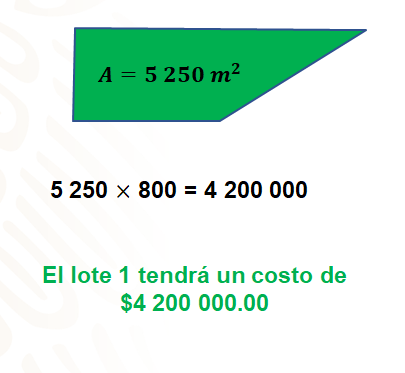 A = 5 250 m²
5 250 × 800 = 4 200 000
El lote 1 tendrá un costo de
$4 200 000.00